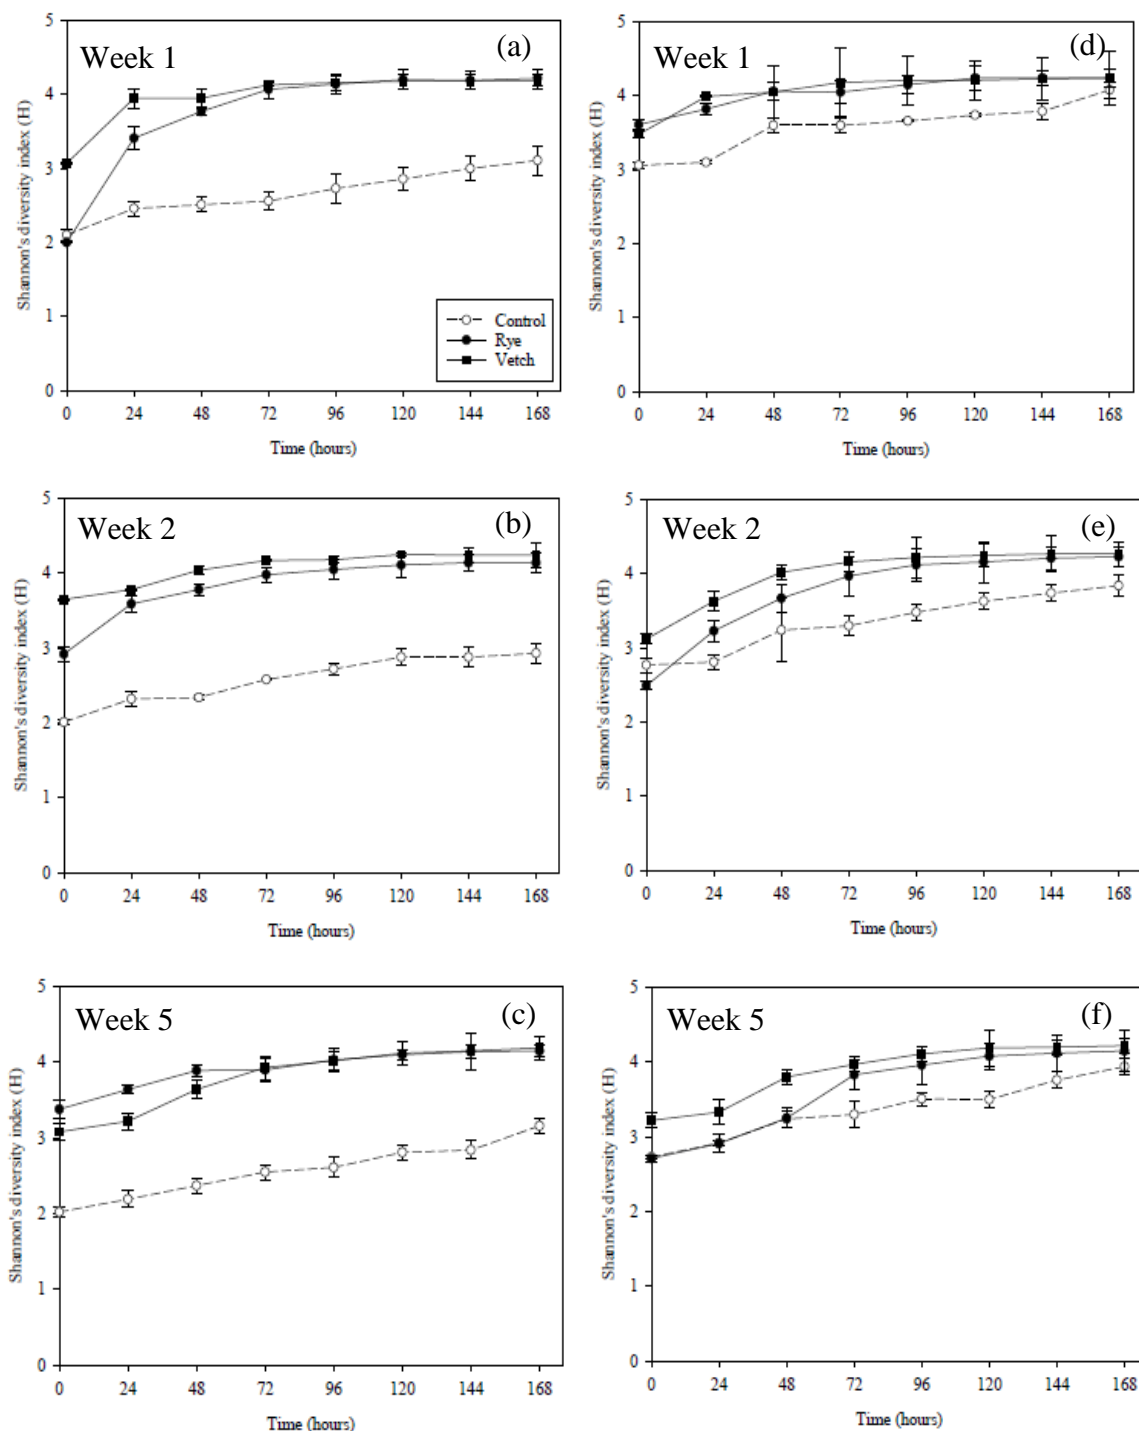 Week 1
(a)
Shannon's diversity index (H)
5
4
3
2
1
0
Control
Rye
Vetch
0 24 48 72 96 120 144 168
Time (hours)
Week 1
(d)
Shannon's diversity index (H)
5
4
3
2
1
0
0 24 48 72 96 120 144 168
Time (hours)
Week 2
(b)
Shannon's diversity index (H)
5
4
3
2
1
0
0 24 48 72 96 120 144 168
Time (hours)
Week 2
(e)
Shannon's diversity index (H)
5
4
3
2
1
0
0 24 48 72 96 120 144 168
Time (hours)
Week 5
(c)
Shannon's diversity index (H)
5
4
3
2
1
0
0 24 48 72 96 120 144 168
Time (hours)
Week 5
(f)
Shannon's diversity index (H)
5
4
3
2
1
0
0 24 48 72 96 120 144 168
Time (hours)